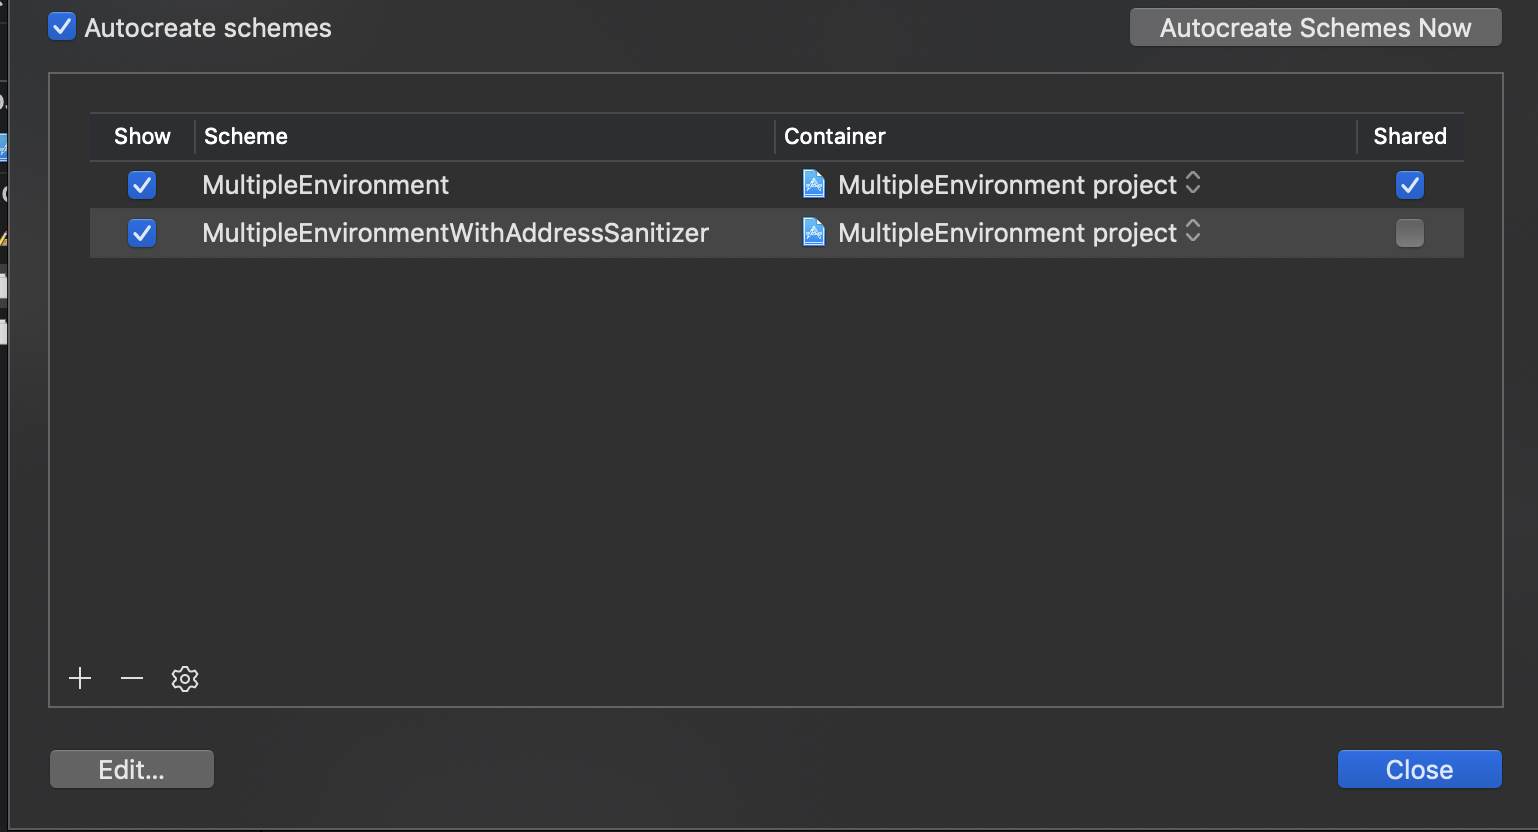 Autocreate schemes
Autocreate Schemes Now
Show Scheme Container Shared
MultipleEnvironment MultipleEnvironment project
MultipleEnvironmentWithAddressSanitizer MultipleEnvironment project
Edit...
Close